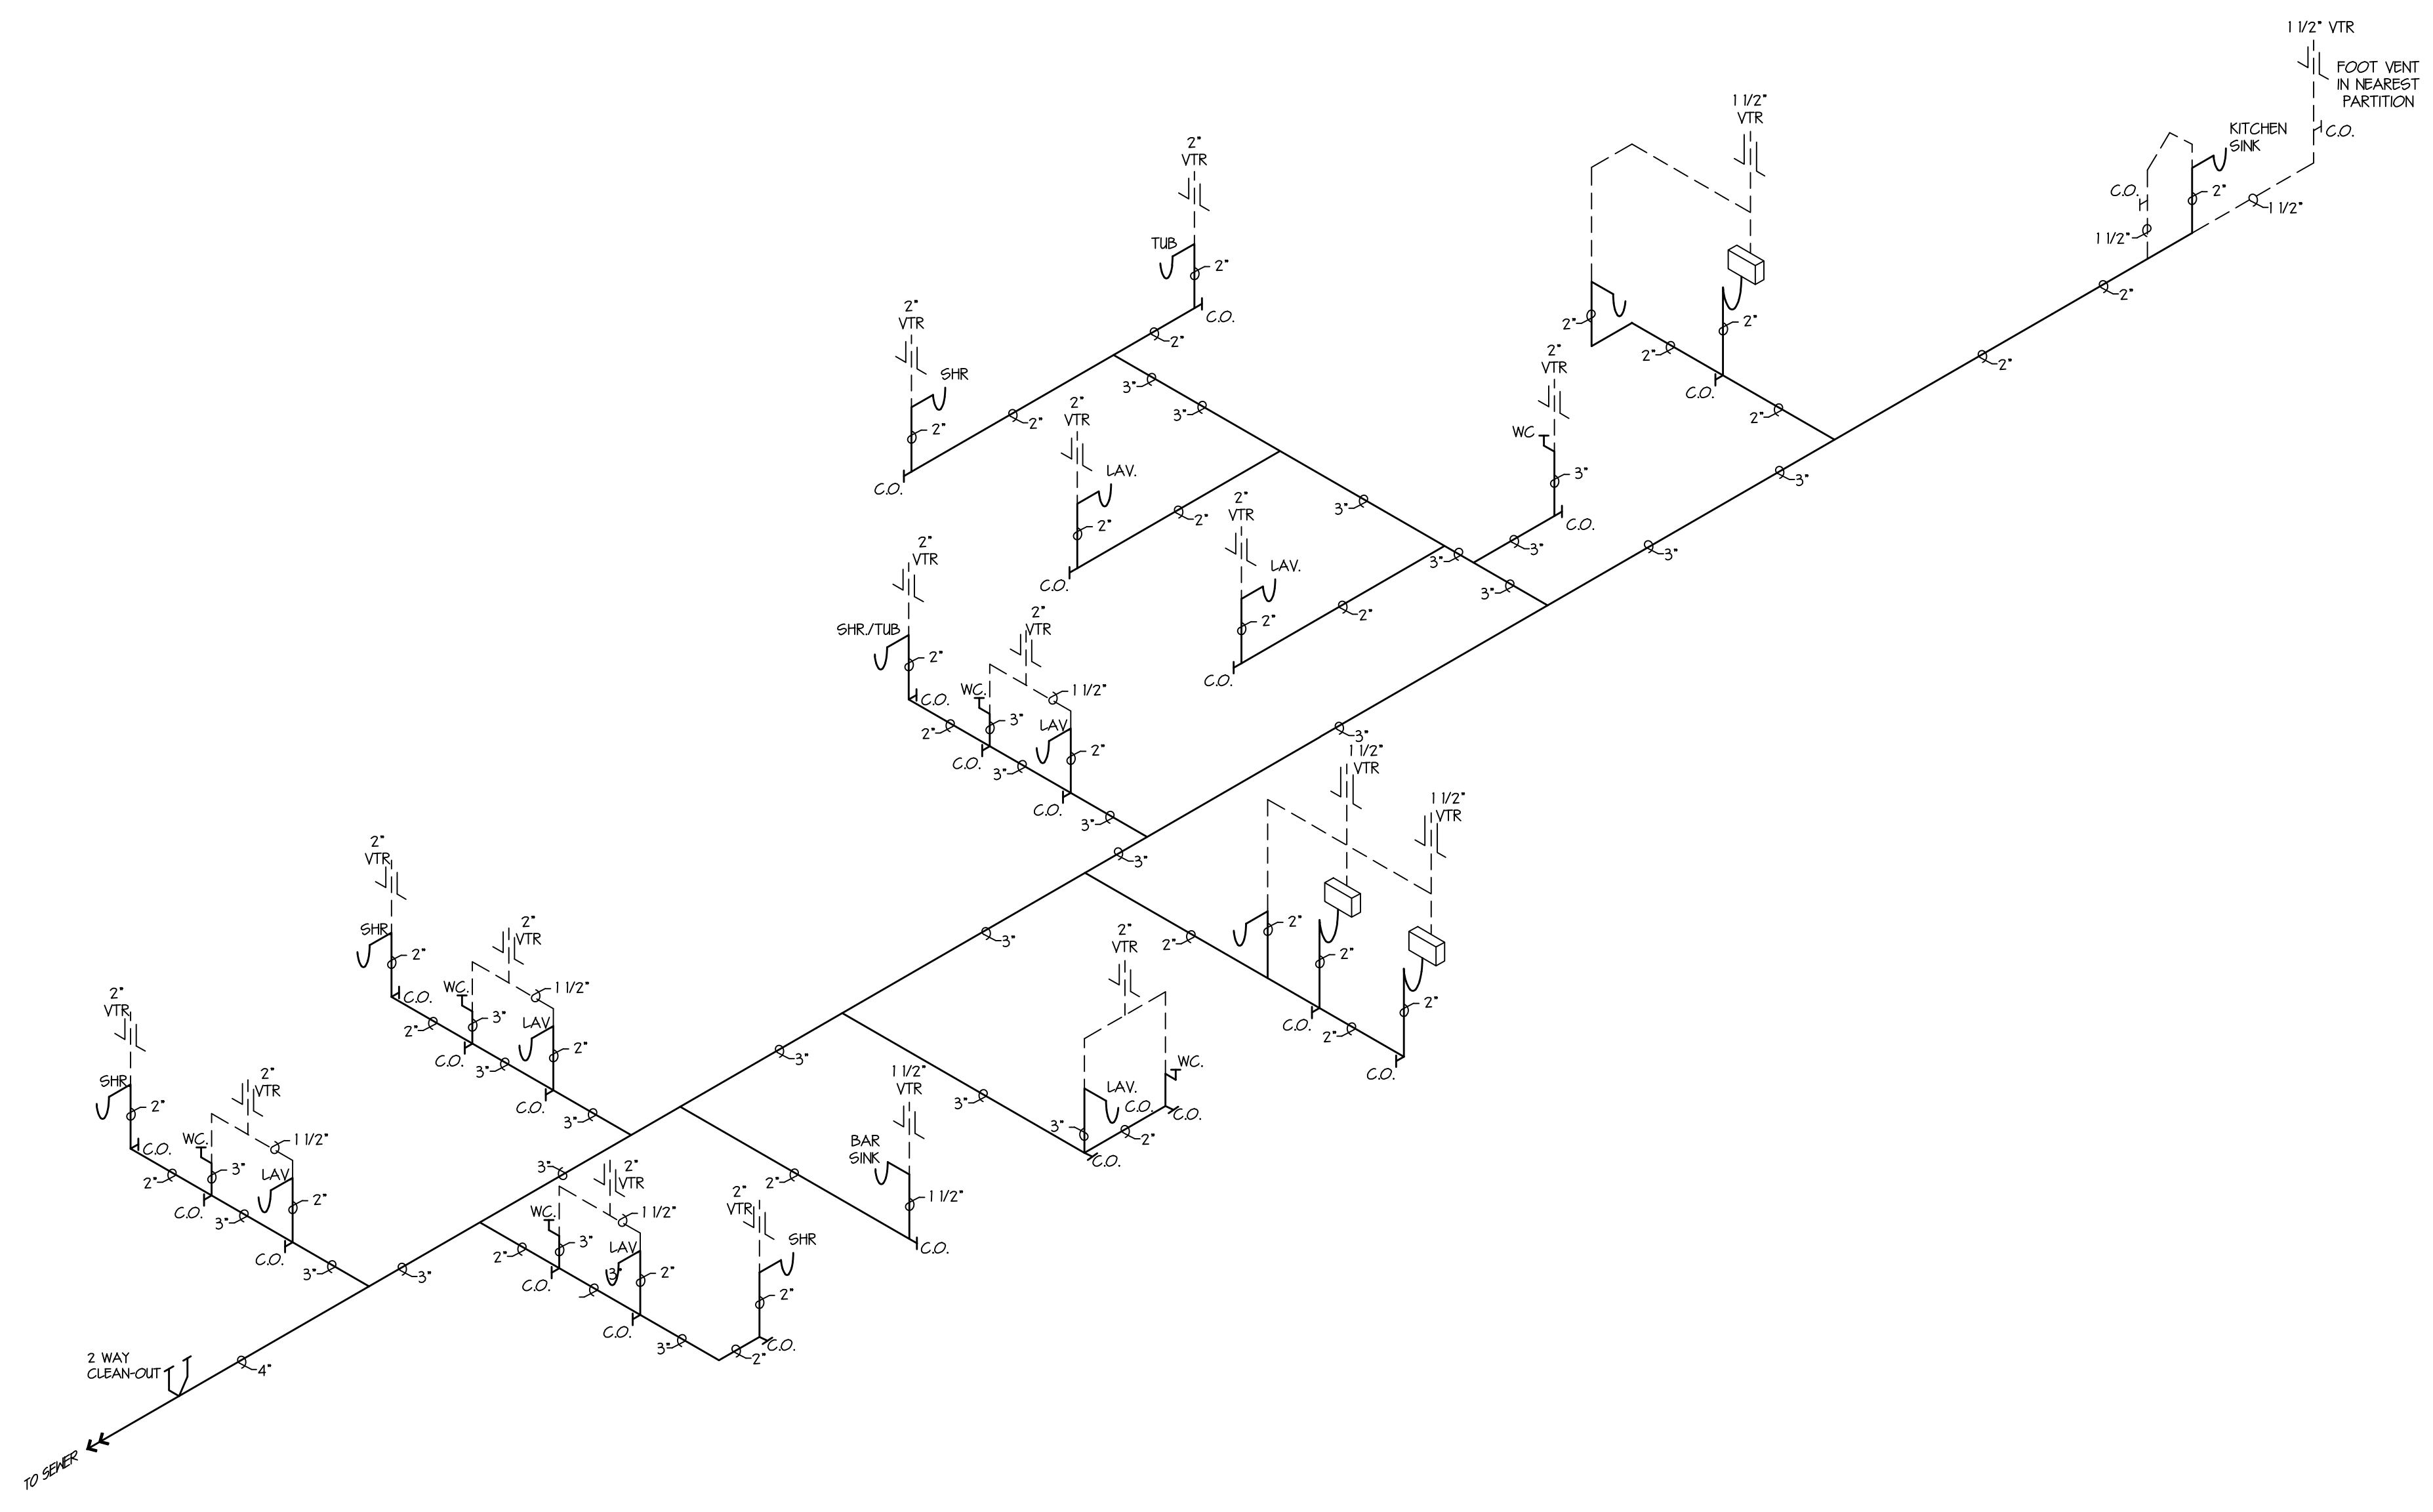 1 1/2" VTR
FOOT VENT
IN NEAREST
PARTITION
C.O.
KITCHEN
SINK
C.O.
2"
1 1/2"
1 1/2"
2"
2"
1 1/2"
VTR
2"
2"
2"
C.O.
2"
2"
VTR
TUB
2"
C.O.
2"
2"
VTR
SHR
2"
2"
C.O.
3"
3"
2"
VTR
LAV.
2"
2"
C.O.
3"
2"
VTR
WC
3"
C.O.
3"
3"
3"
2"
VTR
LAV.
2"
2"
C.O.
3"
3"
3"
2"
VTR
SHR./TUB
2"
C.O.
2"
2"
VTR
1 1/2"
WC.
3"
C.O.
3"
LAV.
2"
C.O.
3"
3"
1 1/2"
VTR
1 1/2"
VTR
2"
2"
2"
2"
C.O.
2"
C.O.
3"
2"
VTR
LAV.
C.O.
WC.
C.O.
3"
3"
2"
C.O.
2"
VTR
SHR.
2"
C.O.
2"
2"
VTR
1 1/2"
WC.
3"
C.O.
3"
LAV.
2"
C.O.
3"
3"
1 1/2"
VTR
BAR
SINK
1 1/2"
2"
C.O.
2"
VTR
SHR.
2"
C.O.
2"
2"
VTR
1 1/2"
WC.
3"
C.O.
3"
LAV.
2"
C.O.
3"
3"
3"
2"
VTR
1 1/2"
WC.
3"
2"
C.O.
LAV.
3"
2"
C.O.
3"
2"
VTR
SHR
2"
C.O.
2"
2 WAY
CLEAN-OUT
4"
TO SEWER